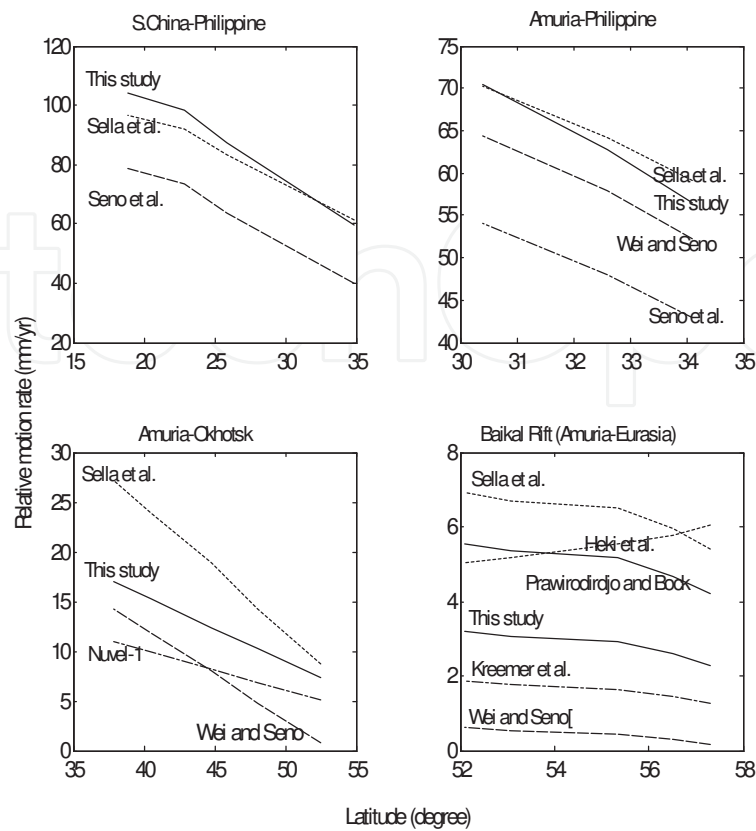 S.China-Philippine
120
100
80
60
40
20
15
20
25
30
35
This study
Sella et al.
Seno et al.
Amuria-Philippine
75
70
65
60
55
50
45
40
30
31
32
33
34
35
Sella et al.
This study
Wei and Seno
Seno et al.
Relative motion rate (mm/yr)
Amuria-Okhotsk
30
25
20
15
10
5
0
35
40
45
50
55
Sella et al.
This study
Nuvel-1
Wei and Seno
Baikal Rift (Amuria-Eurasia)
8
6
4
2
0
52
54
56
58
Sella et al.
Heki et al.
Prawirodirdjo and Bock
This study
Kreemer et al.
Wei and Seno[
Latitude (degree)